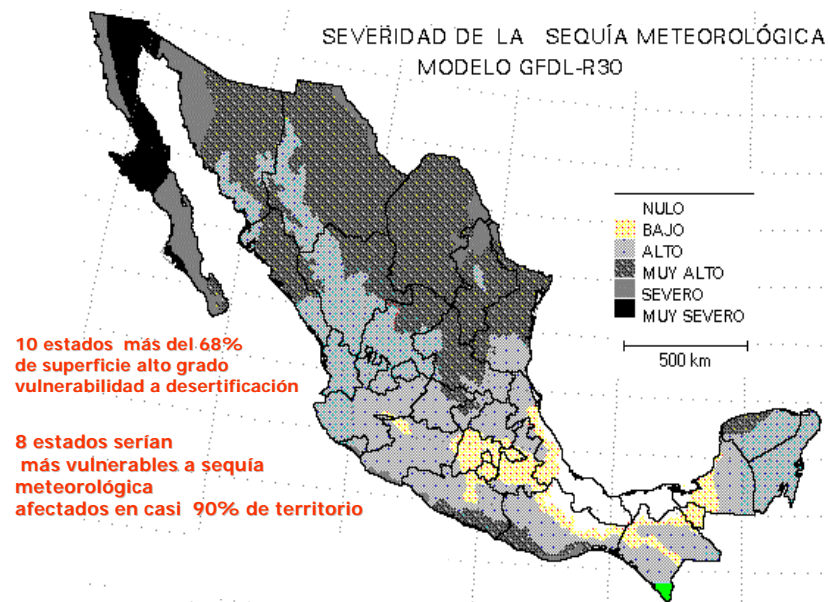 SEVERIDAD DE LA SEQUÍA METEOROLÓGICA
MODELO GFDL-R30
NULO
BAJO
ALTO
MUY ALTO
SEVERO
MUY SEVERO
500 km
10 estados más del 68%
de superficie alto grado
vulnerabilidad a desertificación
8 estados serían
más vulnerables a sequía
meteorológica
afectados en casi 90% de territorio